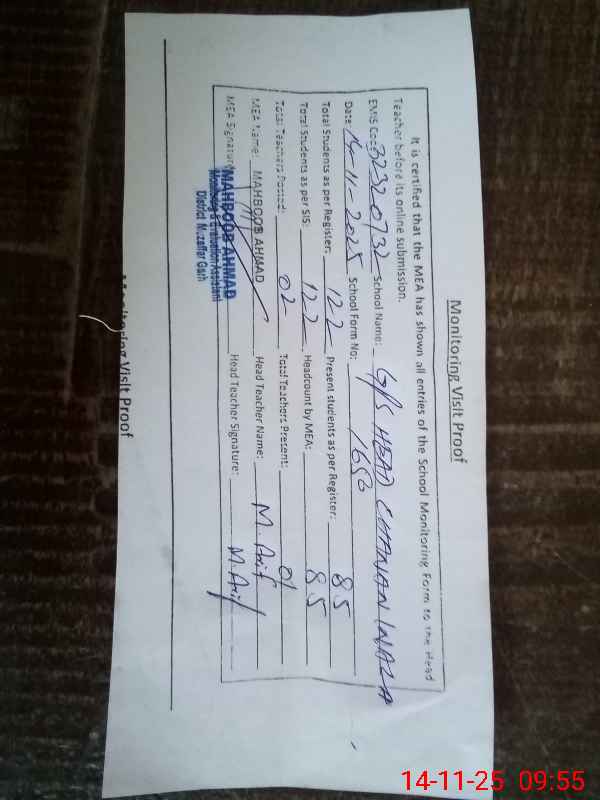 Monitoring Visit Proof
It is certified that the MEA has shown all entries of the School Monitoring Form to the Head
Teacher before its online submission.
EMIS Code: 32320732 School Name: G/S HEAD CHANAN WALA
Date: 14-11-2025 School Form No: 1650
Total Students as per Register: 122 Present students as per Register: 85
Total Students as per SIS: 122 Headcount by MEA: 85
Total Teachers Posted: 02 Total Teachers Present: 01
MEA Name: MAHBOOB AHMAD Head Teacher Name: M. Arif
MEA Signature: Head Teacher Signature: M. Arif
MAHBOOB AHMAD
Monitoring & Evaluation Assistant
District Muzaffar Garh
Monitoring Visit Proof
14-11-25 09:55